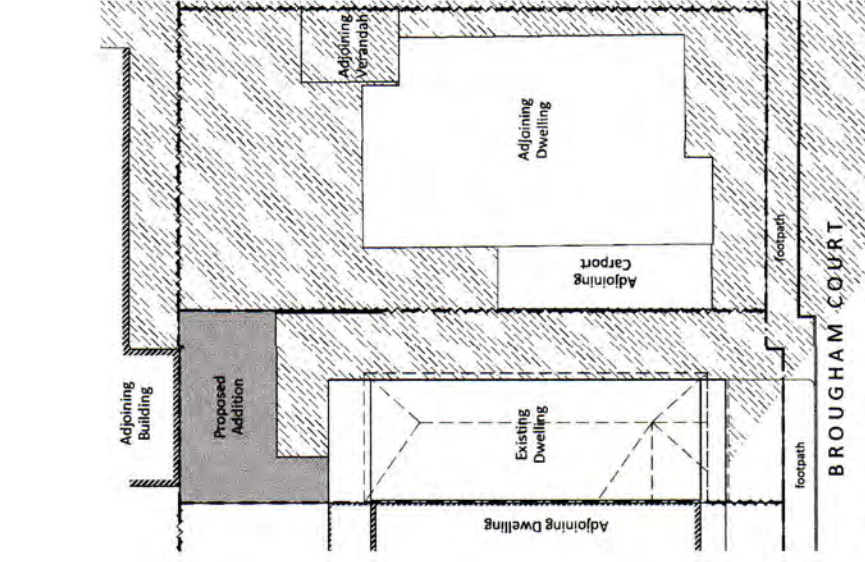 Adjoining
Verandah
Adjoining
Dwelling
Adjoining
Carport
footpath
Adjoining
Building
Proposed
Addition
Existing
Dwelling
Adjoining Dwelling
footpath
BROUGHAM COURT